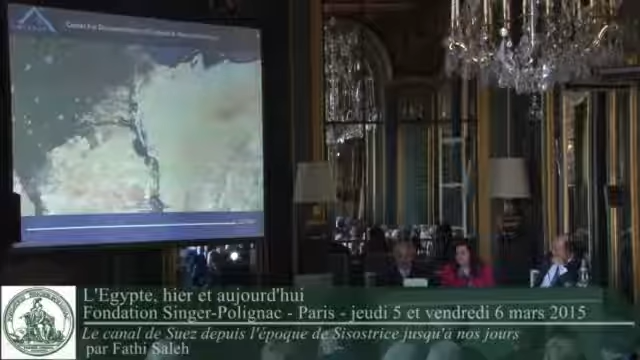 L'Egypte, hier et aujourd'hui
Fondation Singer-Polignac - Paris - jeudi 5 et vendredi 6 mars 2015
Le canal de Suez depuis l'époque de Sisostrice jusqu'à nos jours
par Fathi Saleh